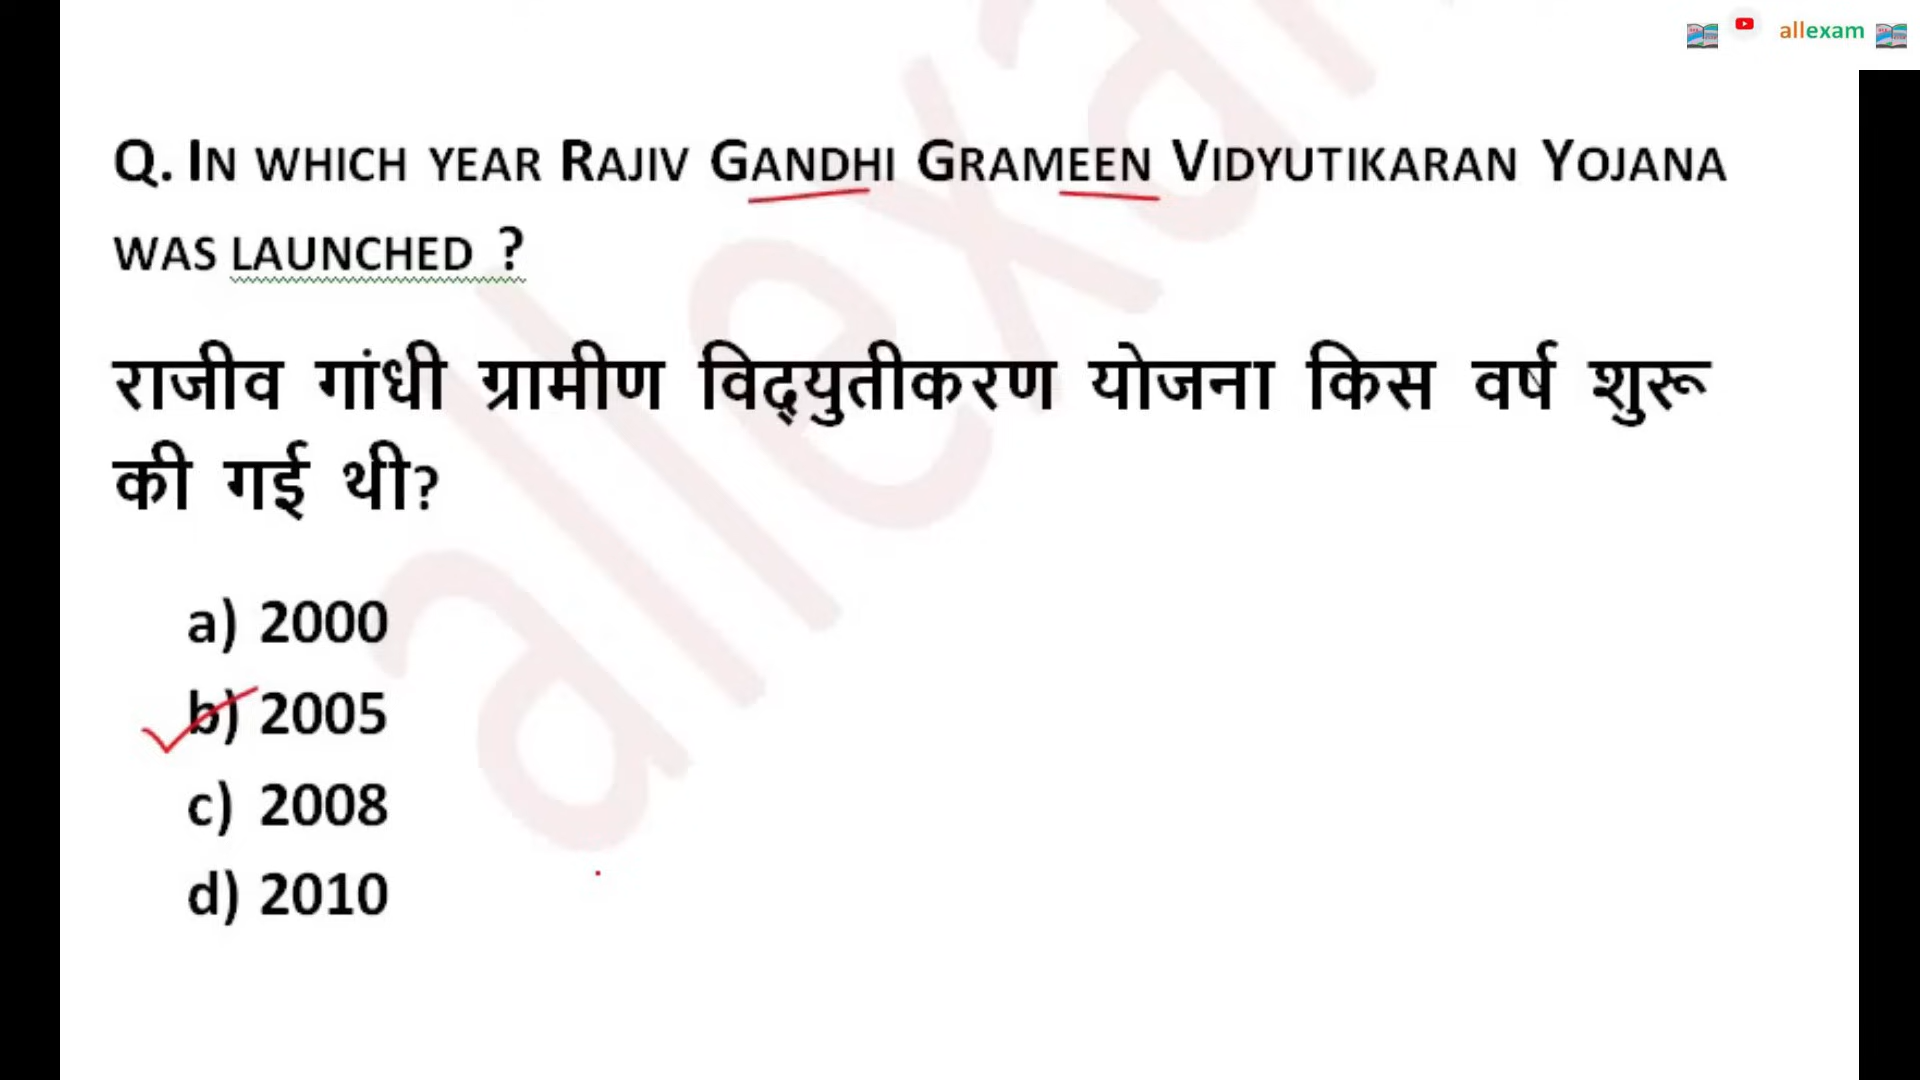 allexam
Q. IN WHICH YEAR RAJIV GANDHI GRAMEEN VIDYUTIKARAN YOJANA
WAS LAUNCHED ?
राजीव गांधी ग्रामीण विद्युतीकरण योजना किस वर्ष शुरू
की गई थी?
a) 2000
b) 2005
c) 2008
d) 2010
allexam